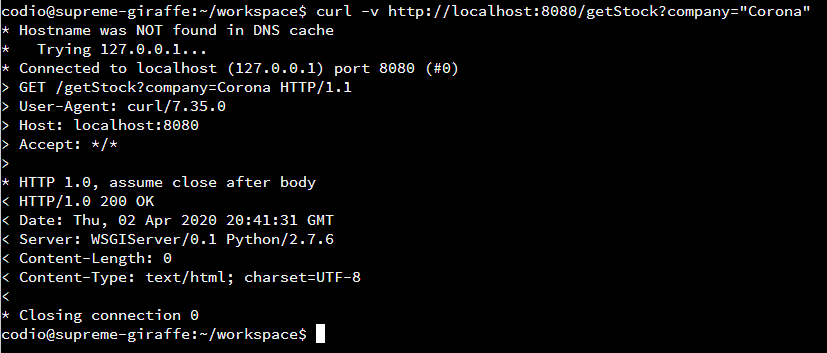 codio@supreme-giraffe:~/workspace$ curl -v http://localhost:8080/getStock?company="Corona"
* Hostname was NOT found in DNS cache
*   Trying 127.0.0.1...
* Connected to localhost (127.0.0.1) port 8080 (#0)
> GET /getStock?company=Corona HTTP/1.1
> User-Agent: curl/7.35.0
> Host: localhost:8080
> Accept: */*
>
* HTTP 1.0, assume close after body
< HTTP/1.0 200 OK
< Date: Thu, 02 Apr 2020 20:41:31 GMT
< Server: WSGIServer/0.1 Python/2.7.6
< Content-Length: 0
< Content-Type: text/html; charset=UTF-8
<
* Closing connection 0
codio@supreme-giraffe:~/workspace$